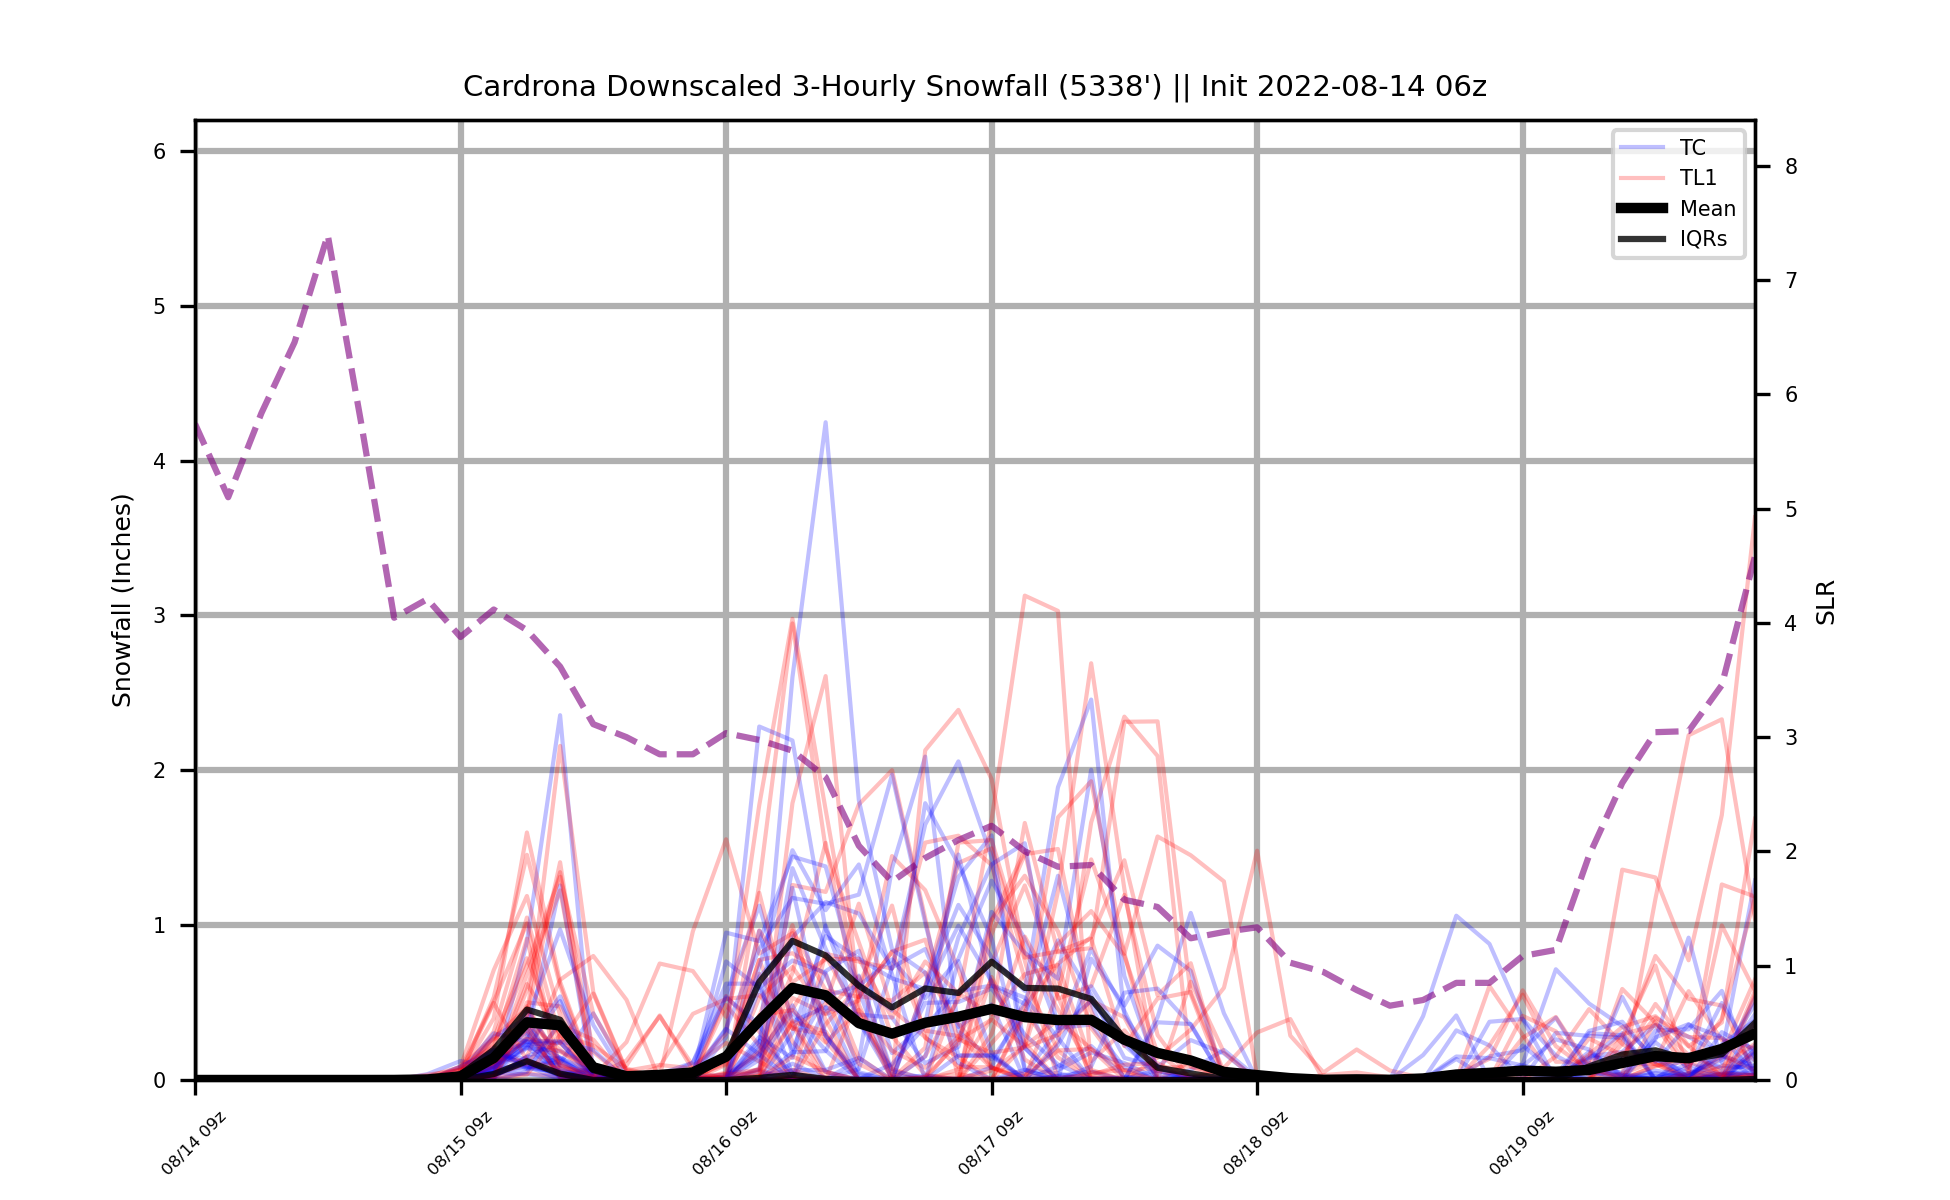 Cardrona Downscaled 3-Hourly Snowfall (5338') || Init 2022-08-14 06z
TC
TL1
Mean
IQRs
Snowfall (Inches)
6
5
4
3
2
1
0
SLR
8
7
6
5
4
3
2
1
0
08/14 09z
08/15 09z
08/16 09z
08/17 09z
08/18 09z
08/19 09z